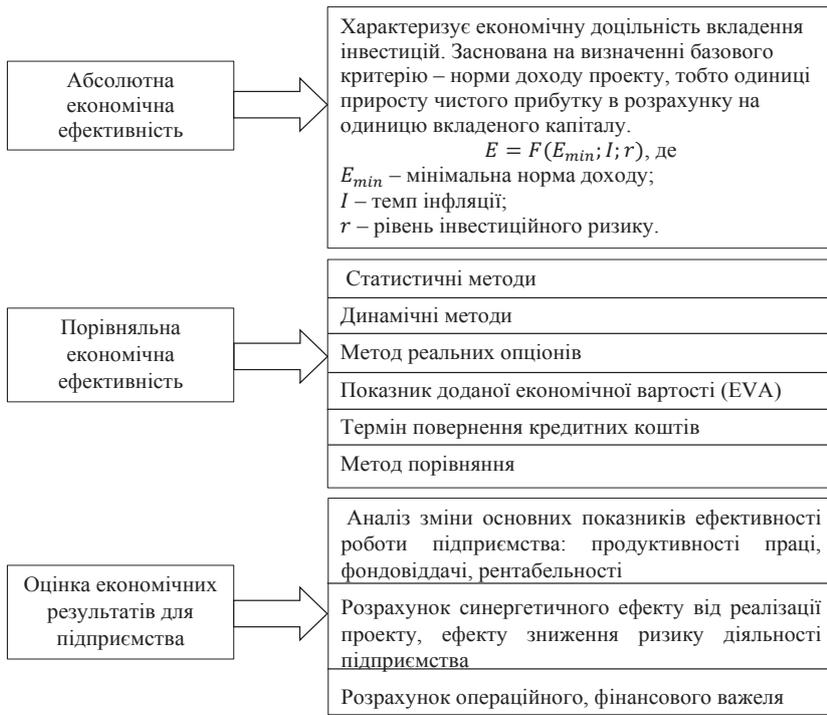 Абсолютна
економічна
ефективність
Характеризує економічну доцільність вкладення
інвестицій. Заснована на визначенні базового
критерію – норми доходу проекту, тобто одиниці
приросту чистого прибутку в розрахунку на
одиницю вкладеного капіталу.
E = F(E_min; I; r), де
E_min – мінімальна норма доходу;
I – темп інфляції;
r – рівень інвестиційного ризику.
Порівняльна
економічна
ефективність
Статистичні методи
Динамічні методи
Метод реальних опціонів
Показник доданої економічної вартості (EVA)
Термін повернення кредитних коштів
Метод порівняння
Оцінка економічних
результатів для
підприємства
Аналіз зміни основних показників ефективності
роботи підприємства: продуктивності праці,
фондовіддачі, рентабельності
Розрахунок синергетичного ефекту від реалізації
проекту, ефекту зниження ризику діяльності
підприємства
Розрахунок операційного, фінансового важеля